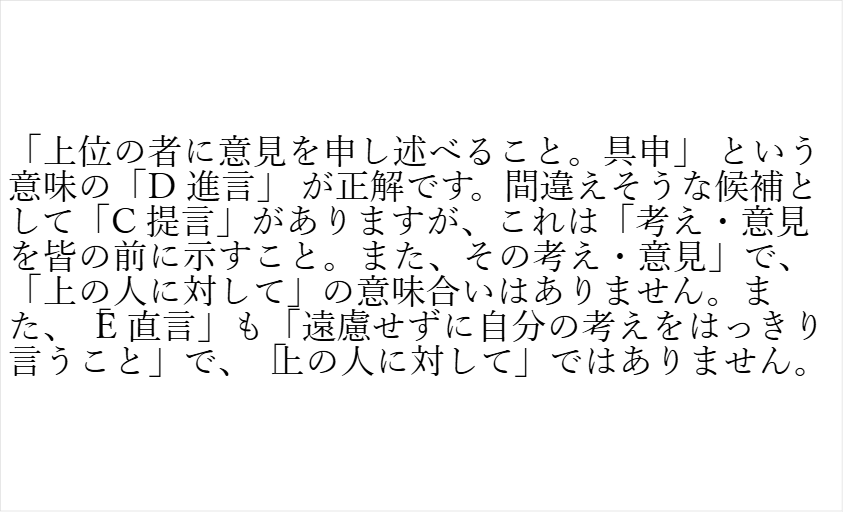 「上位の者に意見を申し述べること。具申」 という
意味の「D 進言」 が正解です。間違えそうな候補と
して「C 提言」がありますが、これは「考え・意見
を皆の前に示すこと。また、その考え・意見」で、
「上の人に対して」の意味合いはありません。ま
た、「E 直言」も「遠慮せずに自分の考えをはっきり
言うこと」で、「上の人に対して」ではありません。